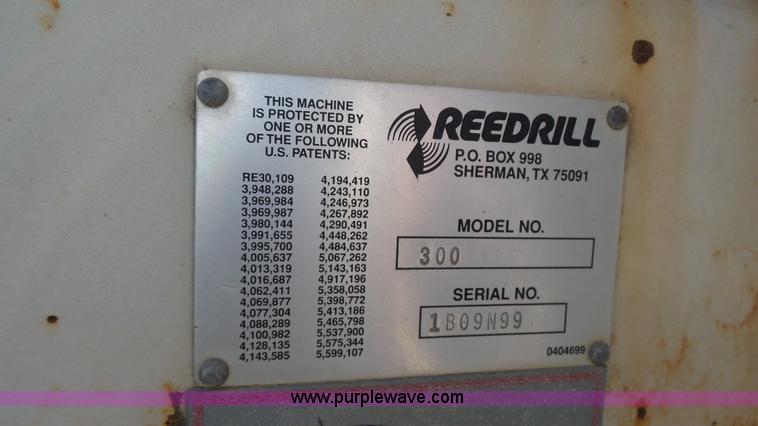 THIS MACHINE
IS PROTECTED BY
ONE OR MORE
OF THE FOLLOWING
U.S. PATENTS:
RE30,109 4,194,419
3,948,288 4,243,110
3,969,984 4,246,973
3,969,987 4,267,892
3,980,144 4,290,491
3,991,655 4,448,262
3,995,700 4,484,637
4,005,637 5,067,262
4,013,319 5,143,163
4,016,687 4,917,196
4,062,411 5,358,058
4,069,877 5,398,772
4,077,304 5,413,186
4,088,289 5,465,798
4,100,982 5,537,900
4,128,135 5,575,344
4,143,585 5,599,107
REEDRILL
P.O. BOX 998
SHERMAN, TX 75091
MODEL NO.
300
SERIAL NO.
1B09N99
0404699
www.purplewave.com